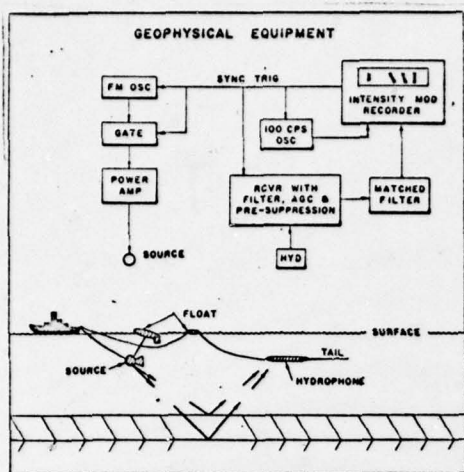 GEOPHYSICAL EQUIPMENT
SYNC TRIG
FM OSC
GATE
POWER
AMP
SOURCE
100 CPS
OSC
INTENSITY MOD
RECORDER
RCVR WITH
FILTER, AGC &
PRE-SUPPRESSION
MATCHED
FILTER
HYD
FLOAT
SURFACE
SOURCE
TAIL
HYDROPHONE